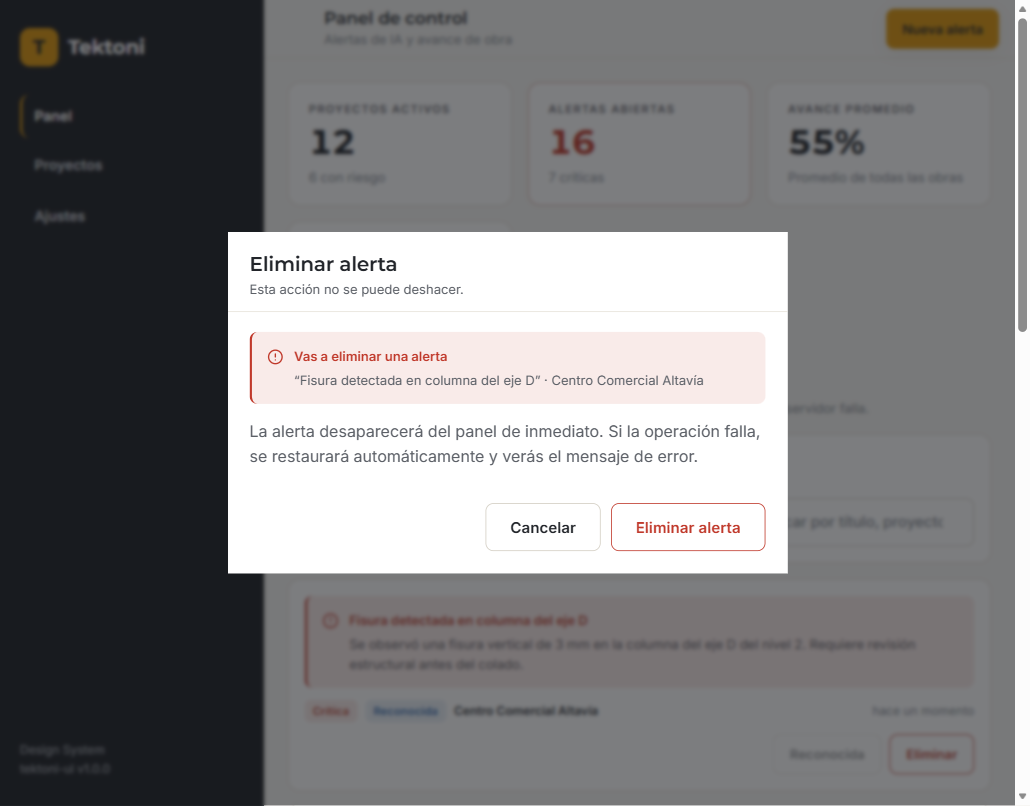 T Tektoni
Panel
Proyectos
Ajustes
Design System
tektoni-ui v1.0.0
Panel de control
Alertas de IA y avance de obra
Nueva alerta
PROYECTOS ACTIVOS
12
6 con riesgo
ALERTAS ABIERTAS
16
7 críticas
AVANCE PROMEDIO
55%
Promedio de todas las obras
Eliminar alerta
Esta acción no se puede deshacer.
Vas a eliminar una alerta
“Fisura detectada en columna del eje D” · Centro Comercial Altavía
La alerta desaparecerá del panel de inmediato. Si la operación falla,
se restaurará automáticamente y verás el mensaje de error.
Cancelar
Eliminar alerta
servidor falla.
por título, proyecto
Fisura detectada en columna del eje D
Se observó una fisura vertical de 3 mm en la columna del eje D del nivel 2. Requiere revisión
estructural antes del colado.
Crítica Reconocida Centro Comercial Altavía hace un momento
Reconocida Eliminar